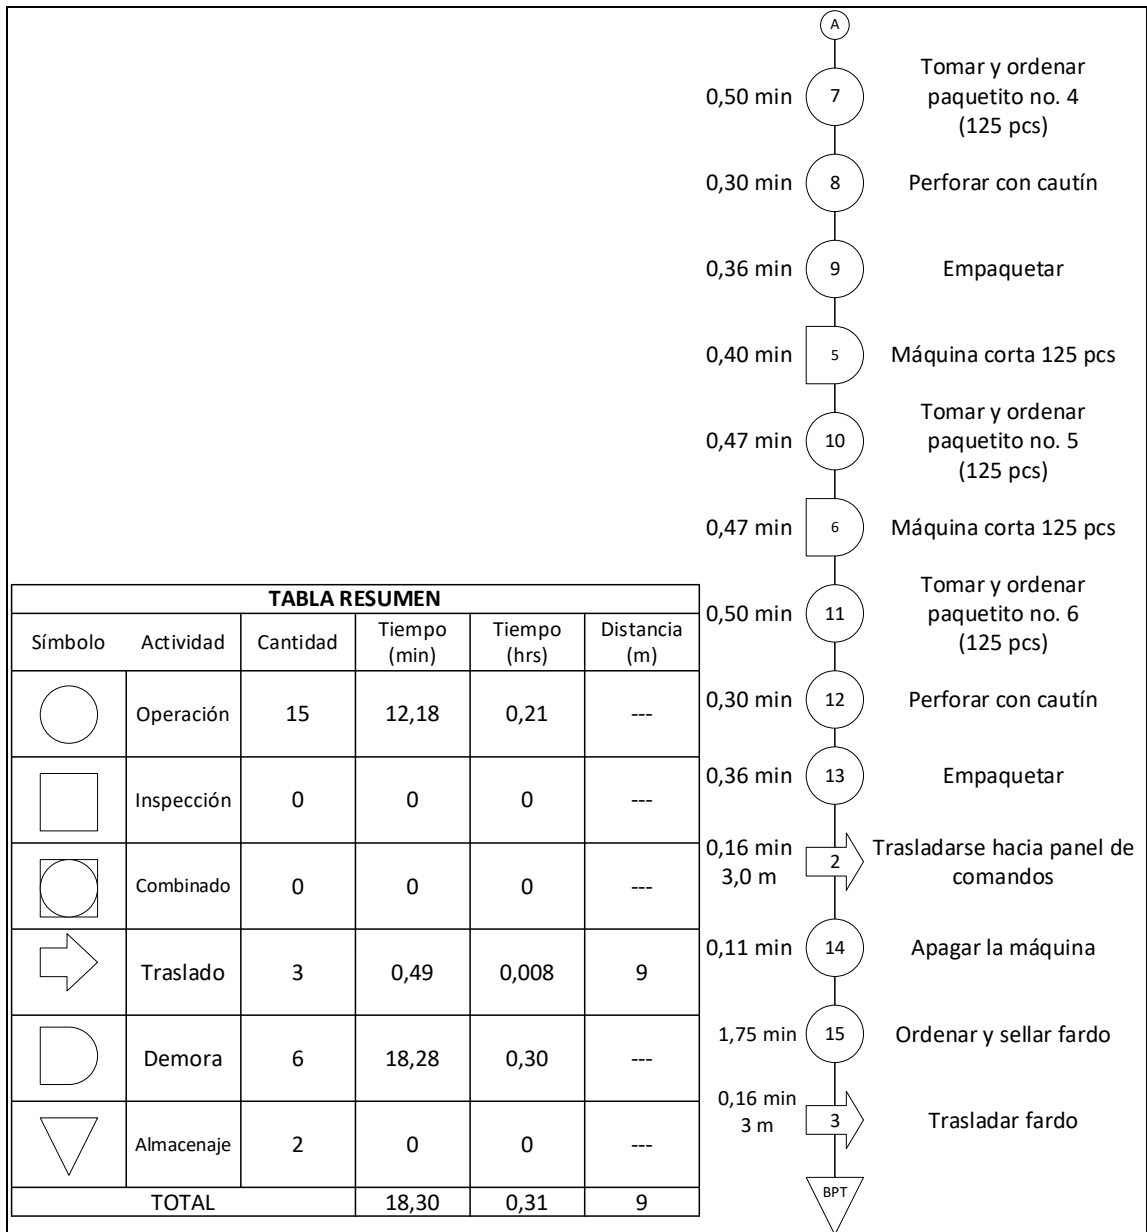 A
0,50 min
7
Tomar y ordenar
paquetito no. 4
(125 pcs)
0,30 min
8
Perforar con cautín
0,36 min
9
Empaquetar
0,40 min
5
Máquina corta 125 pcs
0,47 min
10
Tomar y ordenar
paquetito no. 5
(125 pcs)
0,47 min
6
Máquina corta 125 pcs
0,50 min
11
Tomar y ordenar
paquetito no. 6
(125 pcs)
0,30 min
12
Perforar con cautín
0,36 min
13
Empaquetar
0,16 min
3,0 m
2
Trasladarse hacia panel de
comandos
0,11 min
14
Apagar la máquina
1,75 min
15
Ordenar y sellar fardo
0,16 min
3 m
3
Trasladar fardo
BPT
TABLA RESUMEN
Símbolo Actividad Cantidad Tiempo (min) Tiempo (hrs) Distancia (m)
Operación 15 12,18 0,21 ---
Inspección 0 0 0 ---
Combinado 0 0 0 ---
Traslado 3 0,49 0,008 9
Demora 6 18,28 0,30 ---
Almacenaje 2 0 0 ---
TOTAL 18,30 0,31 9